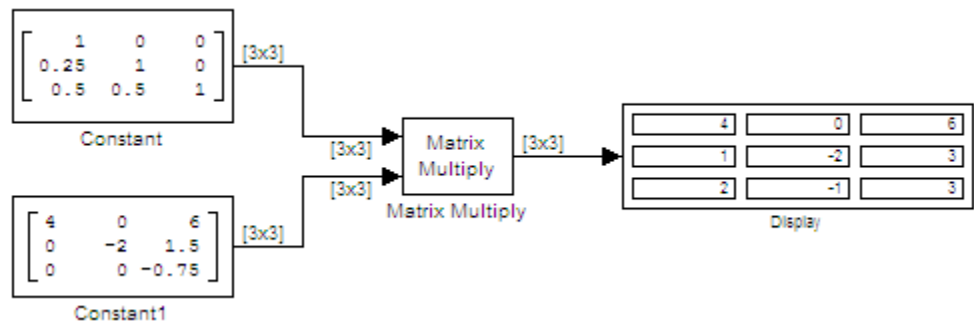 1 0 0
0.25 1 0
0.5 0.5 1
[3x3]
Constant
4 0 6
0 -2 1.5
0 0 -0.75
[3x3]
Constant1
[3x3]
[3x3]
Matrix
Multiply
Matrix Multiply
[3x3]
4 0 6
1 -2 3
2 -1 3
Display